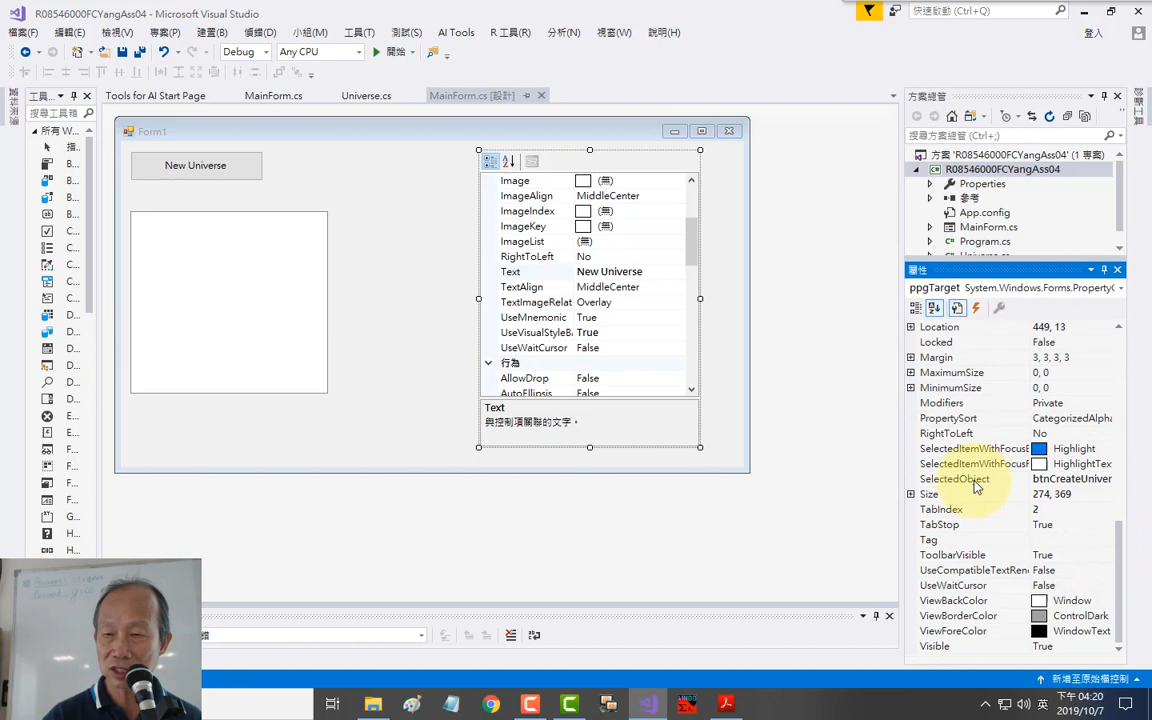 R08546000FCYangAss04 - Microsoft Visual Studio
快速啟動 (Ctrl+Q)
檔案(F) 編輯(E) 檢視(V) 專案(P) 建置(B) 偵錯(D) 小組(M) 工具(T) 測試(S) AI Tools R 工具(R) 分析(N) 視窗(W) 說明(H)
登入
Debug Any CPU 開始
工具...
搜尋工具箱
所有 W...
指...
B...
B...
B...
B...
C...
C...
C...
C...
D...
D...
D...
D...
D...
E...
F...
F...
F...
G...
H...
H...
Tools for AI Start Page MainForm.cs Universe.cs MainForm.cs [設計]
Form1
New Universe
Image (無)
ImageAlign MiddleCenter
ImageIndex (無)
ImageKey (無)
ImageList (無)
RightToLeft No
Text New Universe
TextAlign MiddleCenter
TextImageRelat Overlay
UseMnemonic True
UseVisualStyleB True
UseWaitCursor False
行為
AllowDrop False
AutoEllipsis False
Text
與控制項關聯的文字。
方案總管
搜尋方案總管 (Ctrl+;)
方案 'R08546000FCYangAss04' (1 專案)
R08546000FCYangAss04
Properties
參考
App.config
MainForm.cs
Program.cs
Universe.cs
屬性
ppgTarget System.Windows.Forms.PropertyG
Location 449, 13
Locked False
Margin 3, 3, 3, 3
MaximumSize 0, 0
MinimumSize 0, 0
Modifiers Private
PropertySort CategorizedAlpha
RightToLeft No
SelectedItemWithFocusB Highlight
SelectedItemWithFocusF HighlightTex
SelectedObject btnCreateUniver
Size 274, 369
TabIndex 2
TabStop True
Tag
ToolbarVisible True
UseCompatibleTextRen False
UseWaitCursor False
ViewBackColor Window
ViewBorderColor ControlDark
ViewForeColor WindowText
Visible True
新增至原始檔控制
英
下午 04:20
2019/10/7